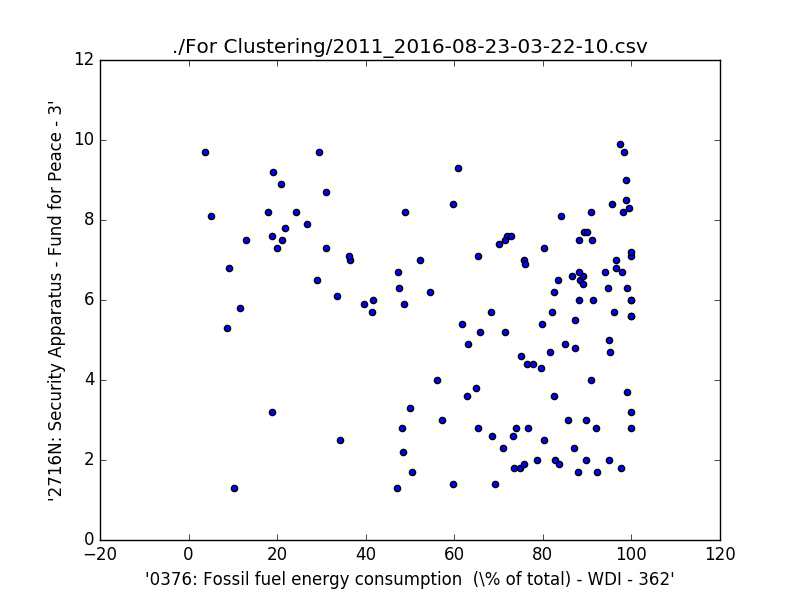 ./For Clustering/2011_2016-08-23-03-22-10.csv
12
10
8
6
4
2
0
'2716N: Security Apparatus - Fund for Peace - 3'
−20 0 20 40 60 80 100 120
'0376: Fossil fuel energy consumption (\% of total) - WDI - 362'